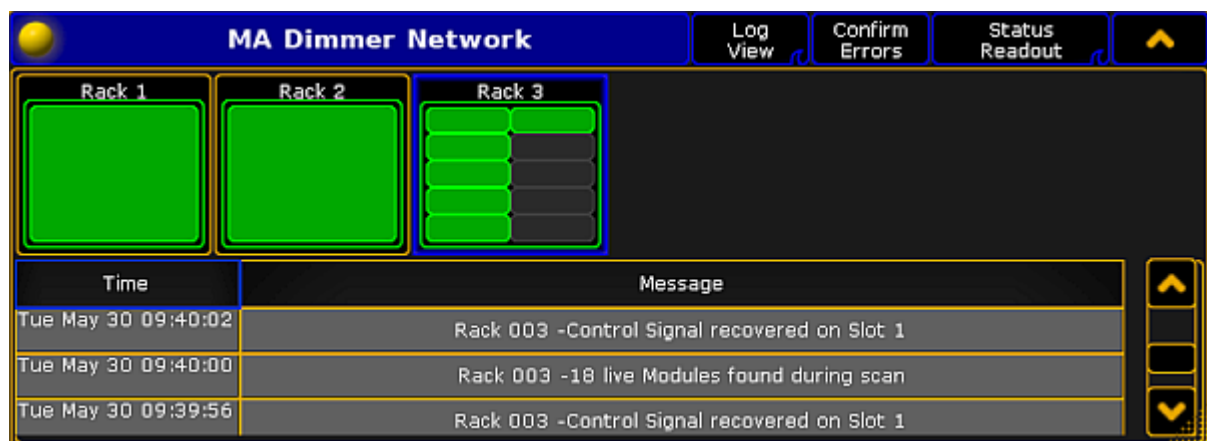 MA Dimmer Network
Log
View
Confirm
Errors
Status
Readout
Rack 1
Rack 2
Rack 3
Time
Message
Tue May 30 09:40:02
Rack 003 -Control Signal recovered on Slot 1
Tue May 30 09:40:00
Rack 003 -18 live Modules found during scan
Tue May 30 09:39:56
Rack 003 -Control Signal recovered on Slot 1